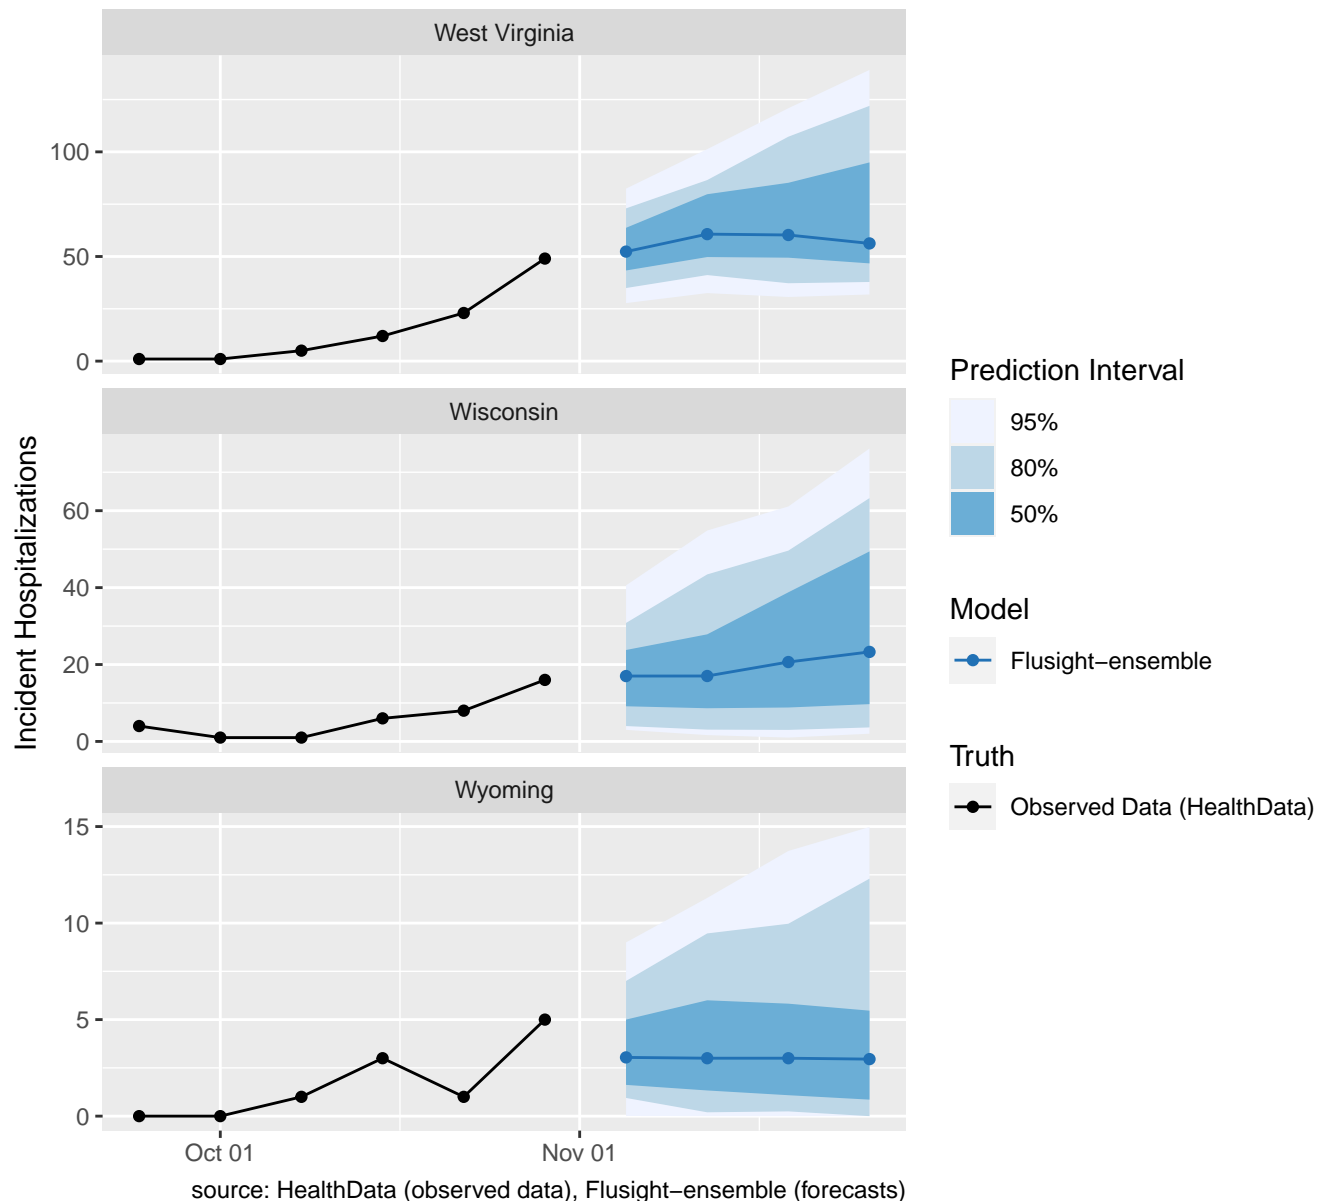 West Virginia
100
50
0
Wisconsin
60
40
20
0
Wyoming
15
10
5
0
Oct 01
Nov 01
Incident Hospitalizations
source: HealthData (observed data), Flusight−ensemble (forecasts)
Prediction Interval
95%
80%
50%
Model
Flusight−ensemble
Truth
Observed Data (HealthData)